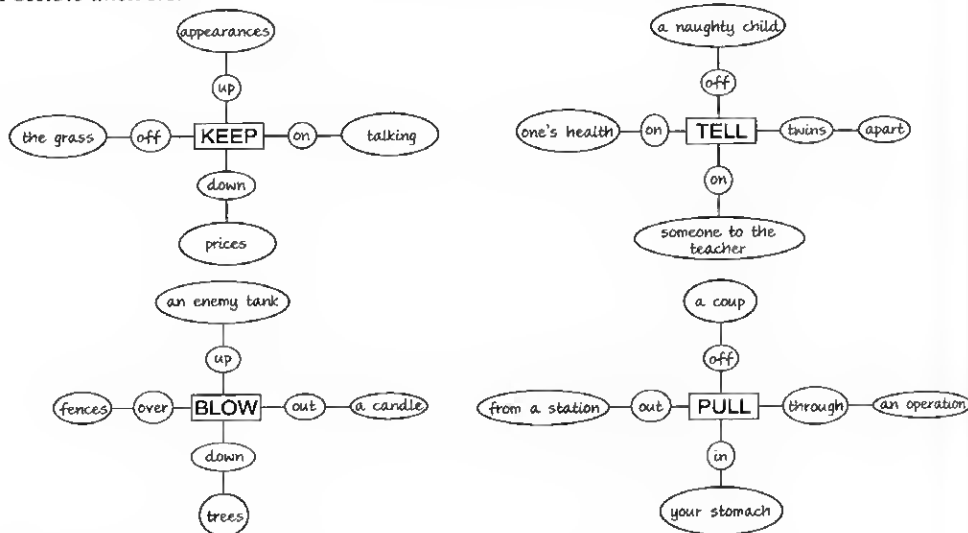 appearances
up
the grass off KEEP on talking
down
prices
a naughty child
off
one's health on TELL twins apart
on
someone to the
teacher
an enemy tank
up
fences over BLOW out a candle
down
trees
a coup
off
from a station out PULL through an operation
in
your stomach